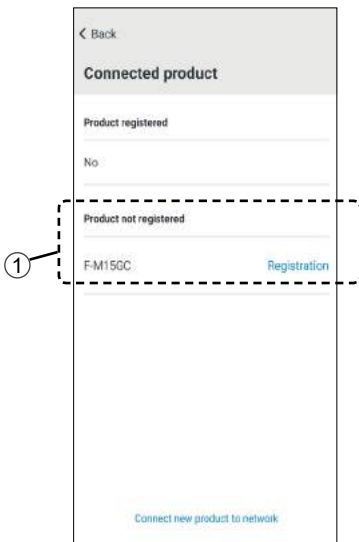 < Back
Connected product
Product registered
No
Product not registered
①
F-M15GC Registration
Connect new product to network